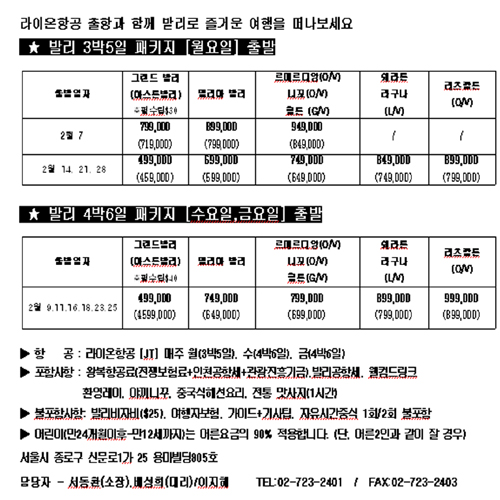 라이온항공 출항과 함께 발리로 즐거운 여행을 떠나보세요
★ 발리 3박5일 패키지 [월요일] 출발
출발일자 그랜드 발리 (이스트발리) *필수팁$30 멜리아 발리 르메르디앙(O/V) 니꼬(O/V) 골드 (G/V) 쉐라톤 라구나 (L/V) 리츠칼튼 (O/V)
2월 7 799,000 899,000 949,000 / /
(719,000) (799,000) (849,000)
2월 14, 21, 28 499,000 699,000 749,000 849,000 899,000
(459,000) (599,000) (649,000) (749,000) (799,000)
★ 발리 4박6일 패키지 [수요일,금요일] 출발
출발일자 그랜드발리 (이스트발리) *필수팁$40 멜리아 발리 르메르디앙(O/V) 니꼬(O/V) 골드(G/V) 쉐라톤 라구나 (L/V) 리츠칼튼 (O/V)
2월 9,11,16,18,23,25 499,000 749,000 799,000 899,000 999,000
(4599,000) (649,000) (699,000) (799,000) (899,000)
▶ 항 공 : 라이온항공 [JT] 매주 월(3박5일), 수(4박6일), 금(4박6일)
▶ 포함사항 : 왕복항공료(전쟁보험료+인천공항세+관광진흥기금),발리공항세, 웰컴드링크
환영레이, 야끼니꾸, 중국식해선요리, 전통 맛사지(1시간)
▶ 불포함사항: 발리비자비($25), 여행자보험, 가이드+기사팁, 자유시간중식 1회/2회 불포함
▶ 어린이(만24개월이후-만12세까지)는 어른요금의 90% 적용합니다. (단, 어른2인과 같이 잘 경우)
서울시 종로구 신문로1가 25 용마빌딩805호
담당자 - 서동환(소장),배성희(대리)/이지혜 TEL:02-723-2401 / FAX:02-723-2403